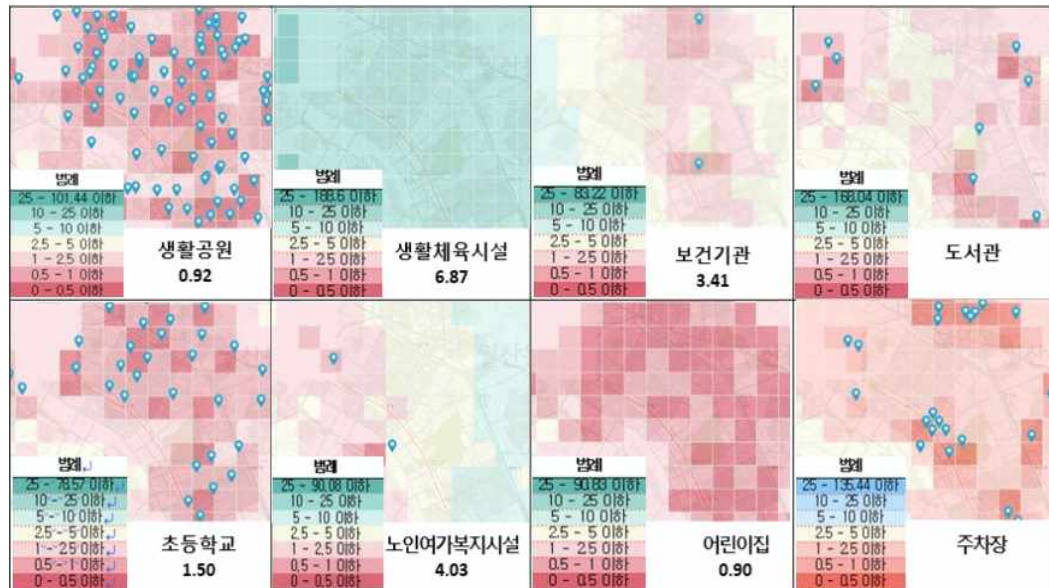 범례
25 - 101.44 이하
10 - 25 이하
5 - 10 이하
2.5 - 5 이하
1 - 2.5 이하
0.5 - 1 이하
0 - 0.5 이하
생활공원
0.92
범례
25 - 188.6 이하
10 - 25 이하
5 - 10 이하
2.5 - 5 이하
1 - 2.5 이하
0.5 - 1 이하
0 - 0.5 이하
생활체육시설
6.87
범례
25 - 83.22 이하
10 - 25 이하
5 - 10 이하
2.5 - 5 이하
1 - 2.5 이하
0.5 - 1 이하
0 - 0.5 이하
보건기관
3.41
범례
25 - 168.04 이하
10 - 25 이하
5 - 10 이하
2.5 - 5 이하
1 - 2.5 이하
0.5 - 1 이하
0 - 0.5 이하
도서관
범례
25 - 78.57 이하
10 - 25 이하
5 - 10 이하
2.5 - 5 이하
1 - 2.5 이하
0.5 - 1 이하
0 - 0.5 이하
초등학교
1.50
범례
25 - 90.08 이하
10 - 25 이하
5 - 10 이하
2.5 - 5 이하
1 - 2.5 이하
0.5 - 1 이하
0 - 0.5 이하
노인여가복지시설
4.03
범례
25 - 90.83 이하
10 - 25 이하
5 - 10 이하
2.5 - 5 이하
1 - 2.5 이하
0.5 - 1 이하
0 - 0.5 이하
어린이집
0.90
범례
25 - 135.44 이하
10 - 25 이하
5 - 10 이하
2.5 - 5 이하
1 - 2.5 이하
0.5 - 1 이하
0 - 0.5 이하
주차장